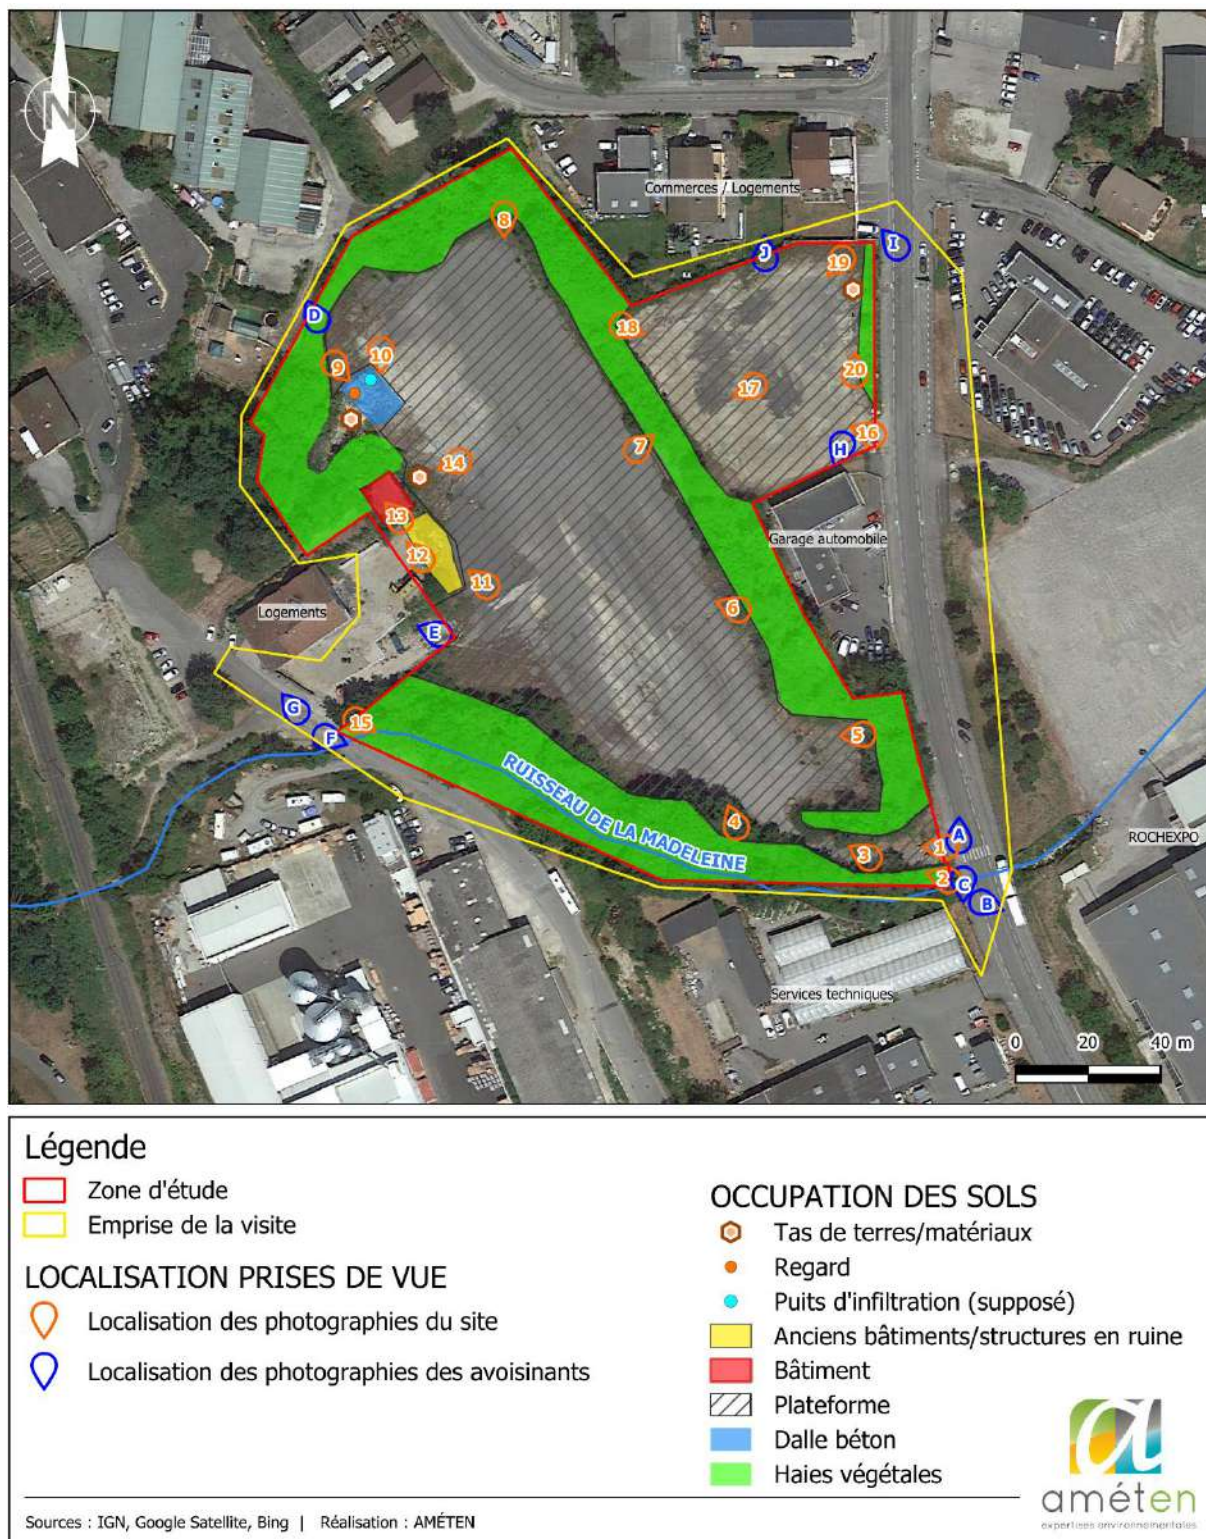 N
8
Commerces / Logements
J
I
19
D
18
9
10
17
20
7
H
16
14
13
12
11
Garage automobile
6
Logements
E
G
F
15
5
RUISSEAU DE LA MADELEINE
4
3
1
A
2
C
B
ROCHEXPO
Services techniques
0 20 40 m
Légende
Zone d'étude
Emprise de la visite
LOCALISATION PRISES DE VUE
Localisation des photographies du site
Localisation des photographies des avoisinants
OCCUPATION DES SOLS
Tas de terres/matériaux
Regard
Puits d'infiltration (supposé)
Anciens bâtiments/structures en ruine
Bâtiment
Plateforme
Dalle béton
Haies végétales
a
améten
expertises environnementales
Sources : IGN, Google Satellite, Bing | Réalisation : AMÉTEN